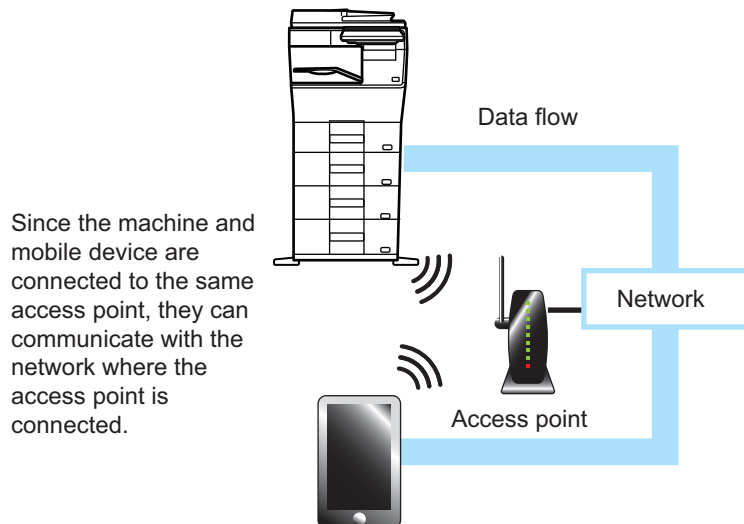 Data flow
Since the machine and
mobile device are
connected to the same
access point, they can
communicate with the
network where the
access point is
connected.
Network
Access point